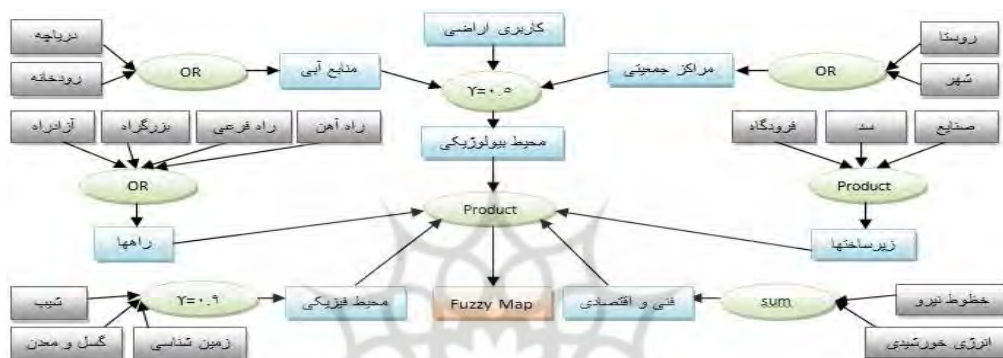 دریاچه
رودخانه
OR
منابع آبی
کاربری اراضی
γ=۰.۵
مراکز جمعیتی
OR
روستا
شهر
آزادراه
بزرگراه
راه فرعی
راه آهن
OR
راهها
محیط بیولوژیکی
فرودگاه
سد
صنایع
Product
زیرساختها
Product
شیب
گسل و معدن
زمین شناسی
γ=۰.۹
محیط فیزیکی
Fuzzy Map
فنی و اقتصادی
sum
خطوط نیرو
انرژی خورشیدی